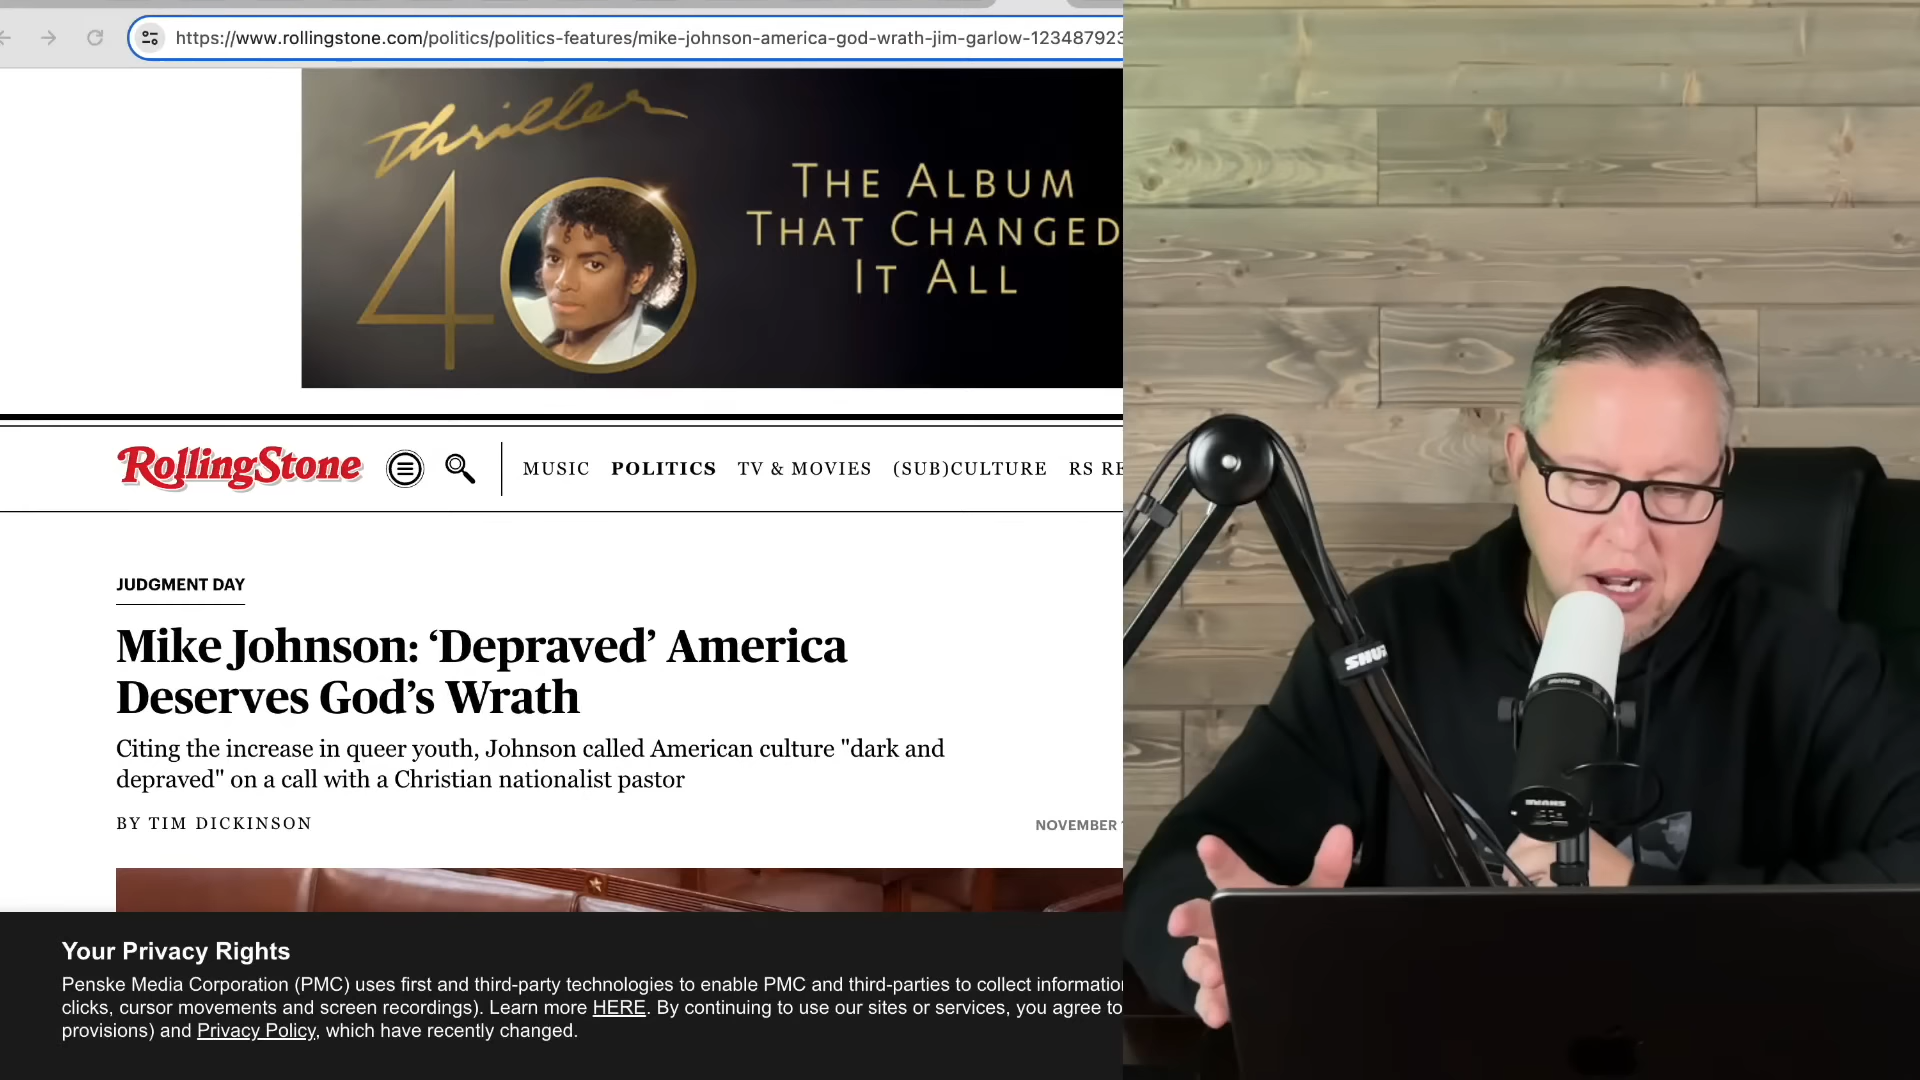 https://www.rollingstone.com/politics/politics-features/mike-johnson-america-god-wrath-jim-garlow-123487923
Thriller
40
THE ALBUM
THAT CHANGED
IT ALL
RollingStone
MUSIC POLITICS TV & MOVIES (SUB)CULTURE RS RE
JUDGMENT DAY
Mike Johnson: ‘Depraved’ America
Deserves God’s Wrath
Citing the increase in queer youth, Johnson called American culture "dark and
depraved" on a call with a Christian nationalist pastor
BY TIM DICKINSON
NOVEMBER
Your Privacy Rights
Penske Media Corporation (PMC) uses first and third-party technologies to enable PMC and third-parties to collect information
clicks, cursor movements and screen recordings). Learn more HERE. By continuing to use our sites or services, you agree to
provisions) and Privacy Policy, which have recently changed.
SHU